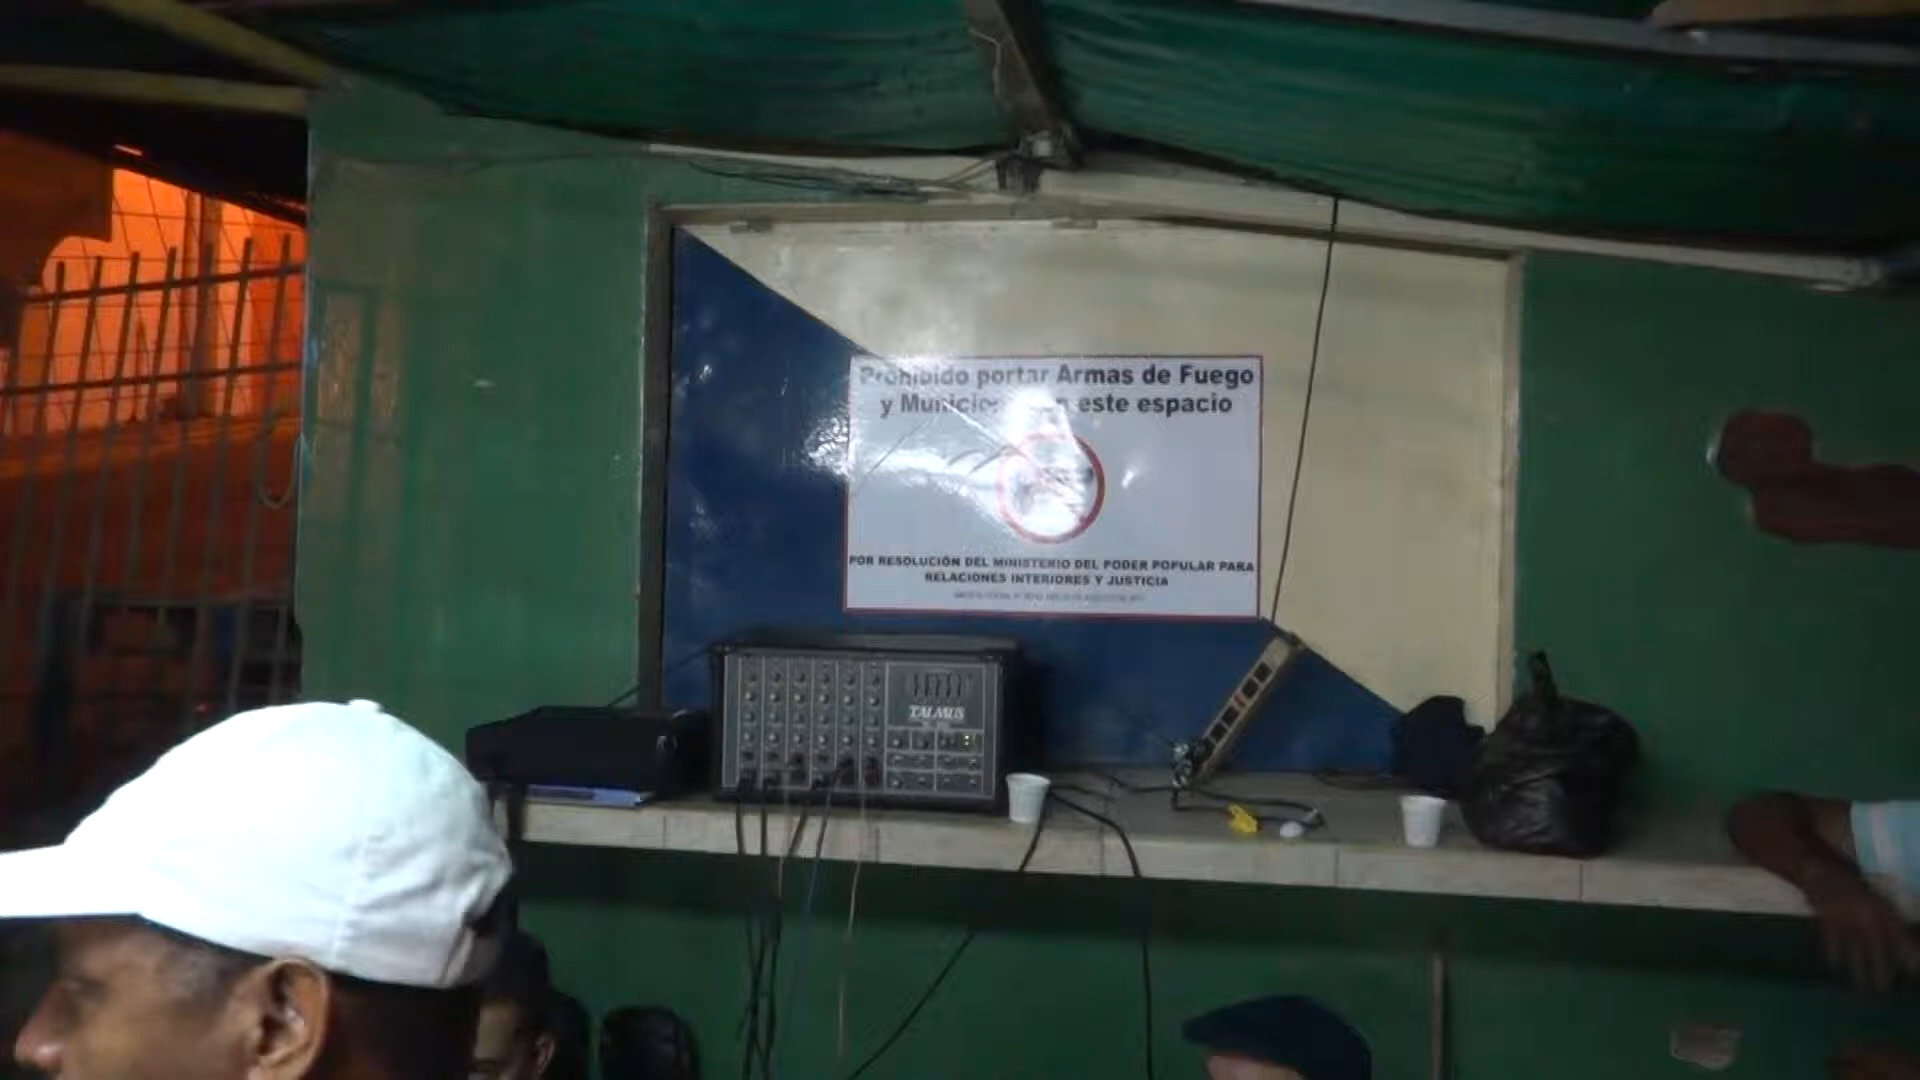 Prohibido portar Armas de Fuego
y Municiones en este espacio
POR RESOLUCIÓN DEL MINISTERIO DEL PODER POPULAR PARA
RELACIONES INTERIORES Y JUSTICIA
TALMUS